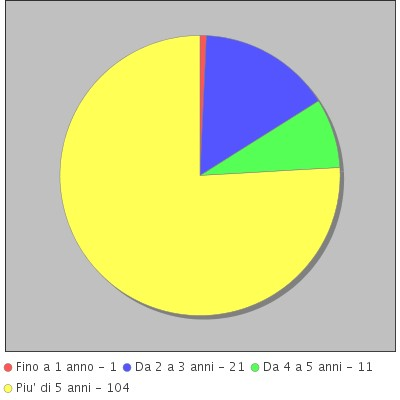 Fino a 1 anno - 1 Da 2 a 3 anni - 21 Da 4 a 5 anni - 11
Piu' di 5 anni - 104